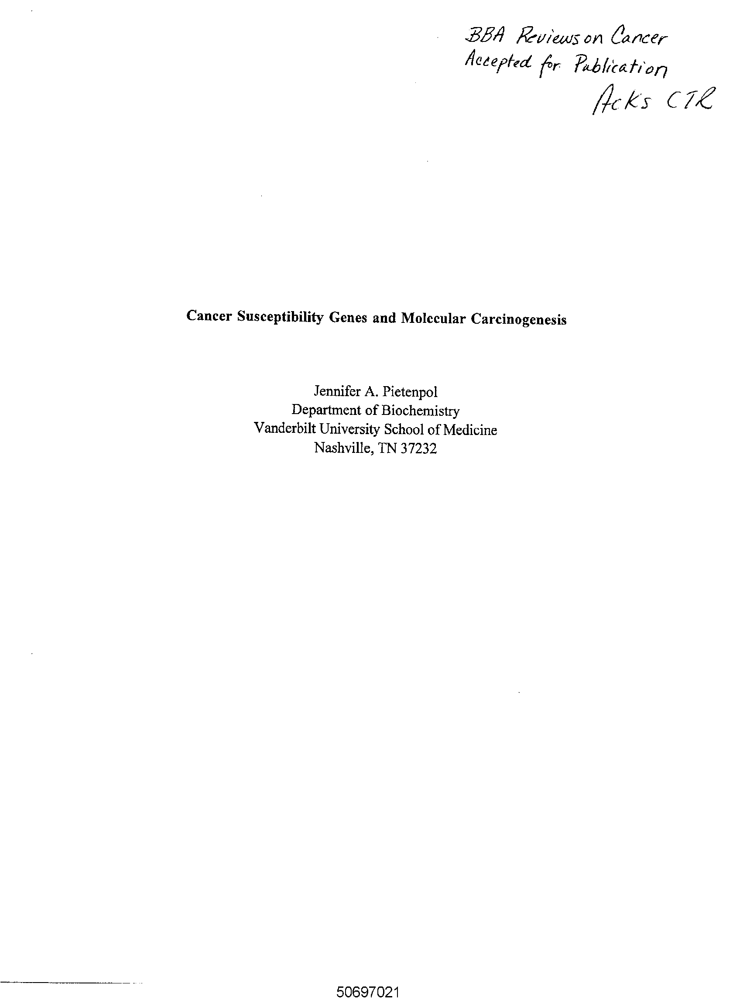 BBA Reviews on Cancer
Accepted for Publication
Acks CTR
Cancer Susceptibility Genes and Molecular Carcinogenesis
Jennifer A. Pietenpol
Department of Biochemistry
Vanderbilt University School of Medicine
Nashville, TN 37232
50697021